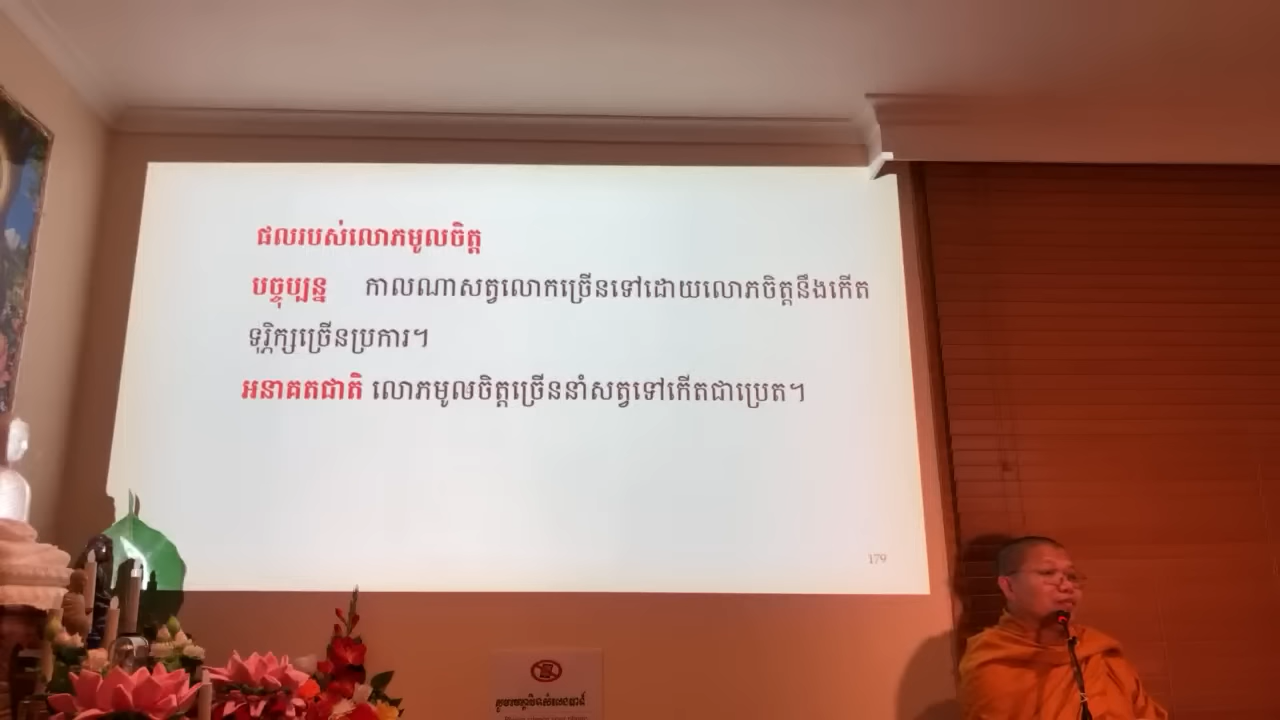 ផលរបស់លោភមូលចិត្ត
បច្ចុប្បន្ន កាលណាសត្វលោកច្រើនទៅដោយលោភចិត្តនឹងកើត
ទុរ្ភិក្សច្រើនប្រការ។
អនាគតជាតិ លោភមូលចិត្តច្រើននាំសត្វទៅកើតជាប្រេត។
179